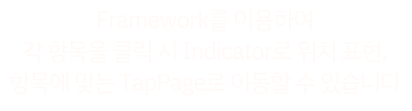 Framework를 이용하여
각 항목을 클릭 시 Indicator로 위치 표현,
항목에 맞는 TopPage로 이동할 수 있습니다